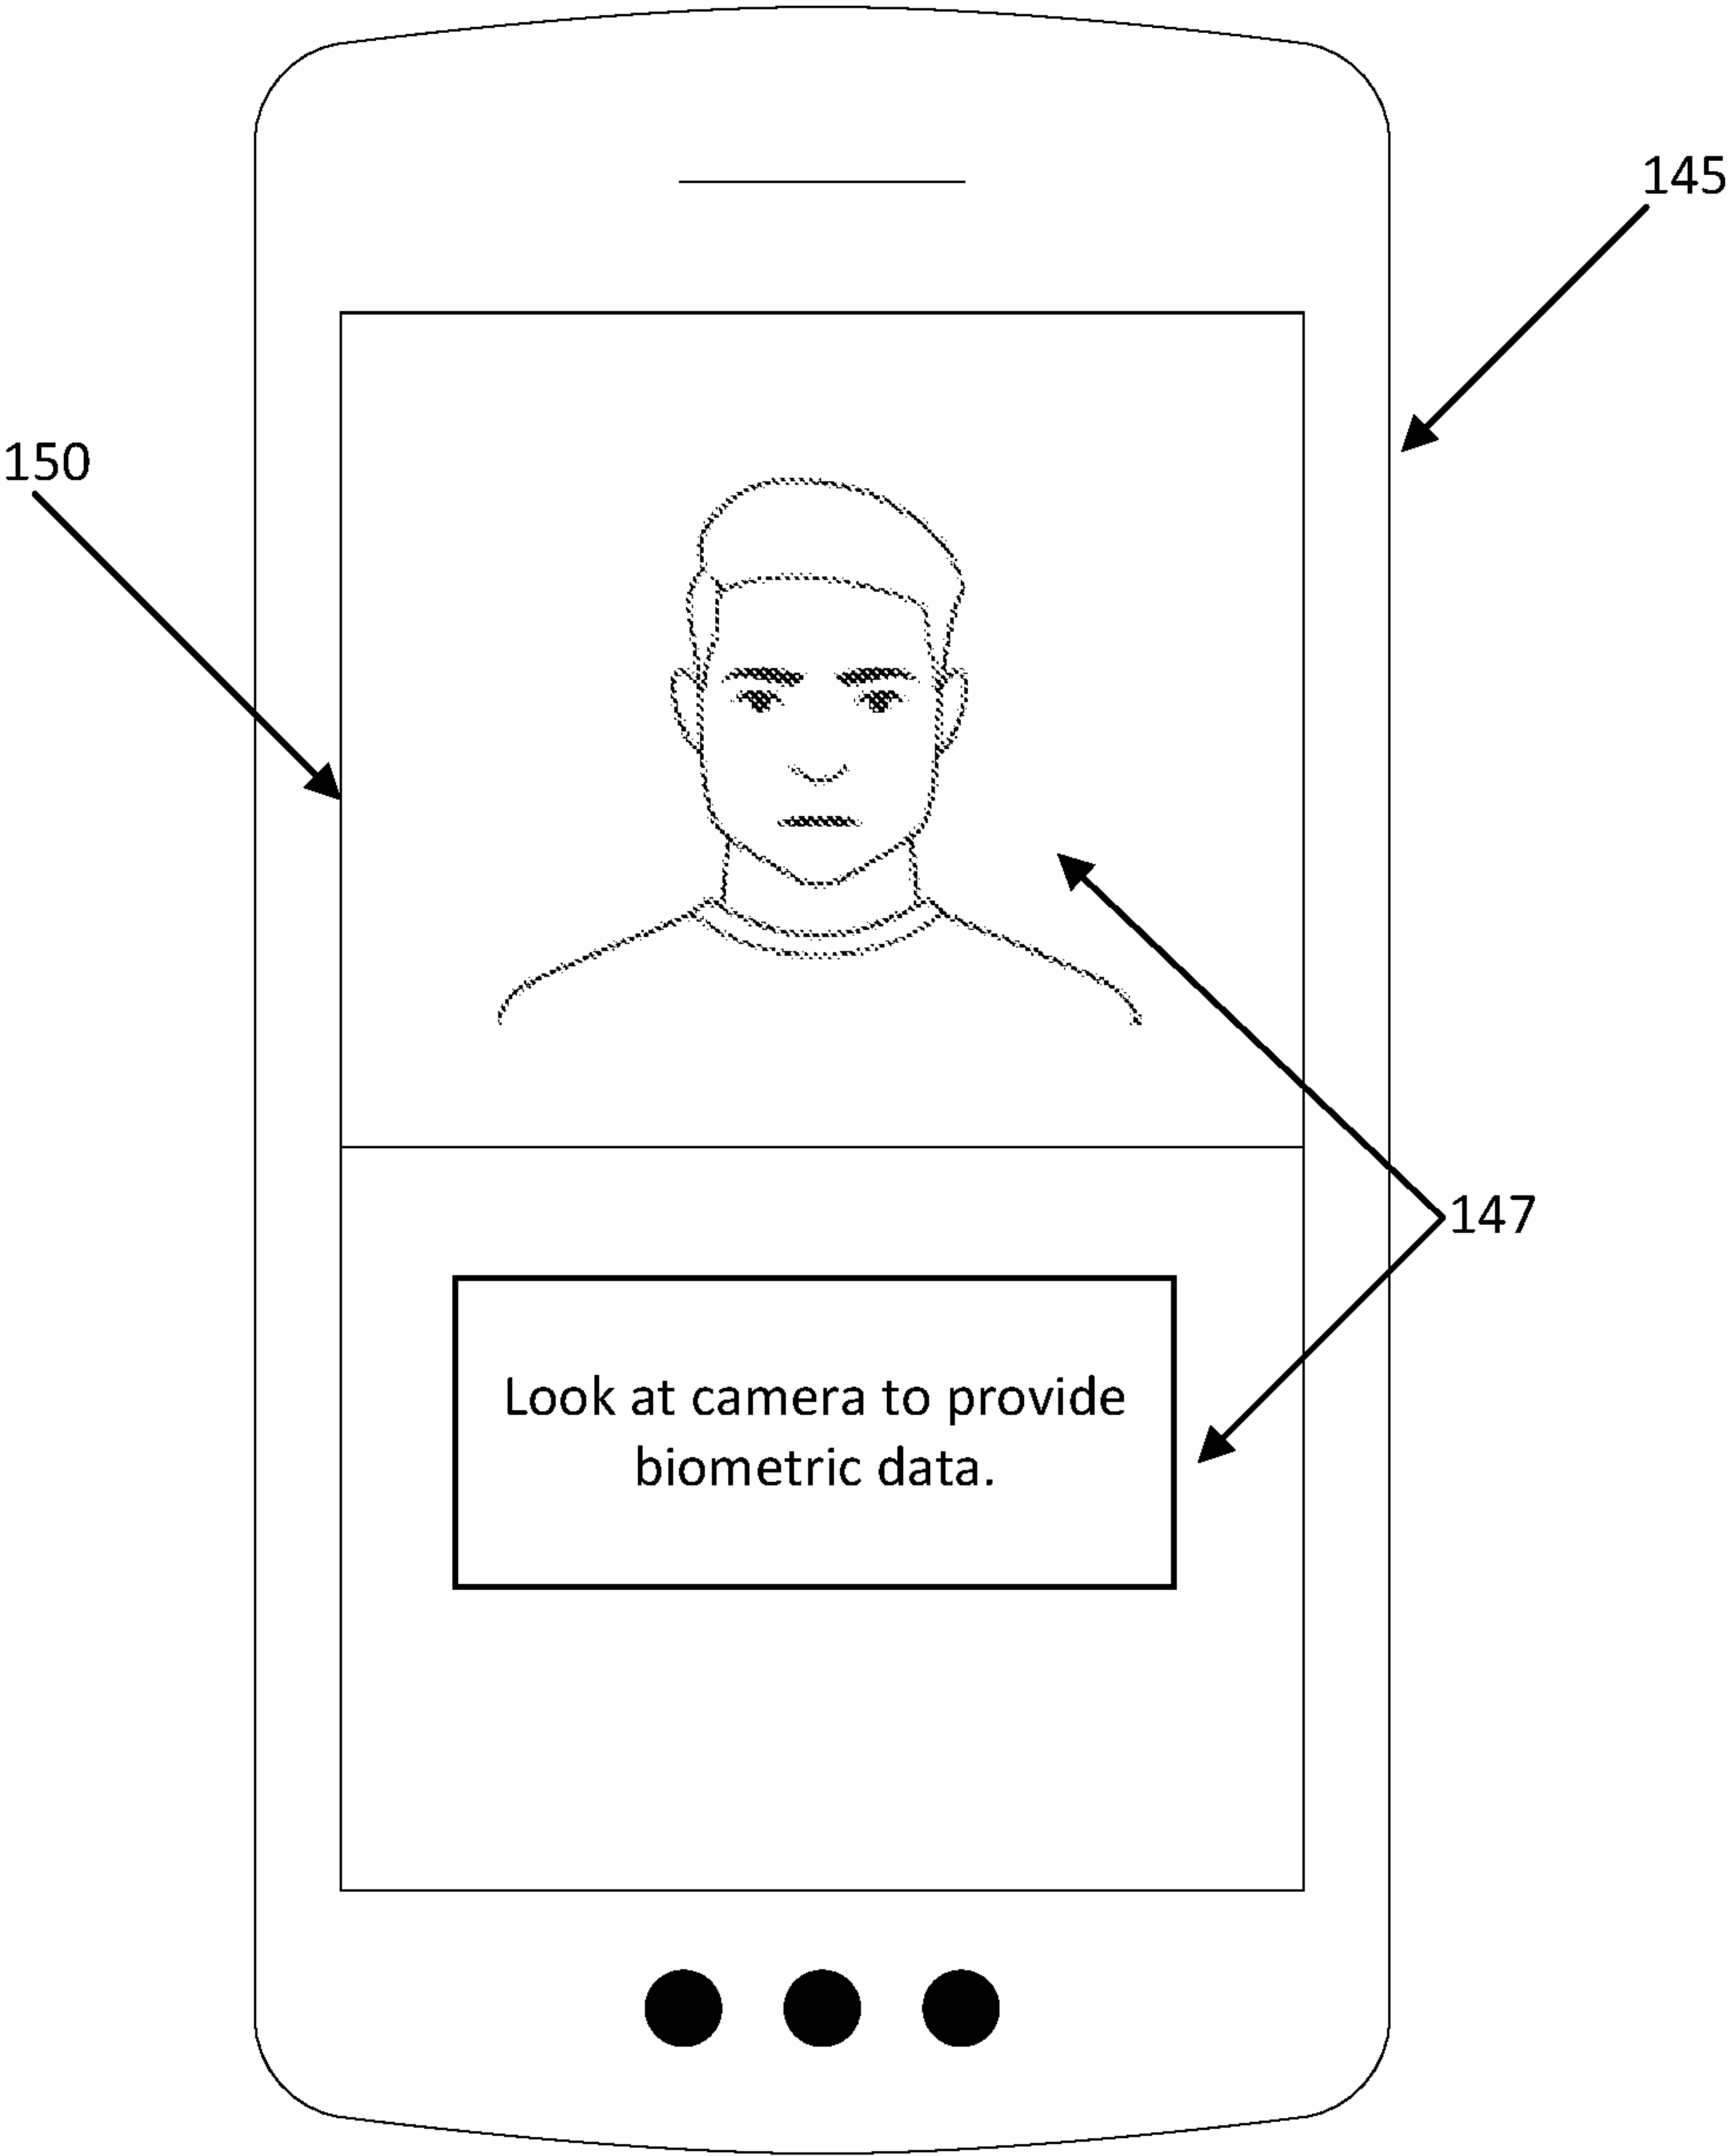 145
150
147
Look at camera to provide
biometric data.